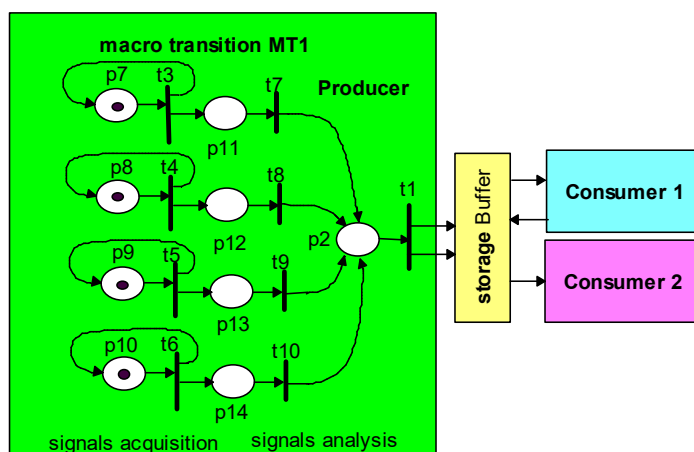 macro transition MT1
p7
t3
t7
Producer
p11
p8
t4
t8
t1
p12
p2
p9
t5
t9
p13
p10
t6
t10
p14
signals acquisition
signals analysis
storage Buffer
Consumer 1
Consumer 2